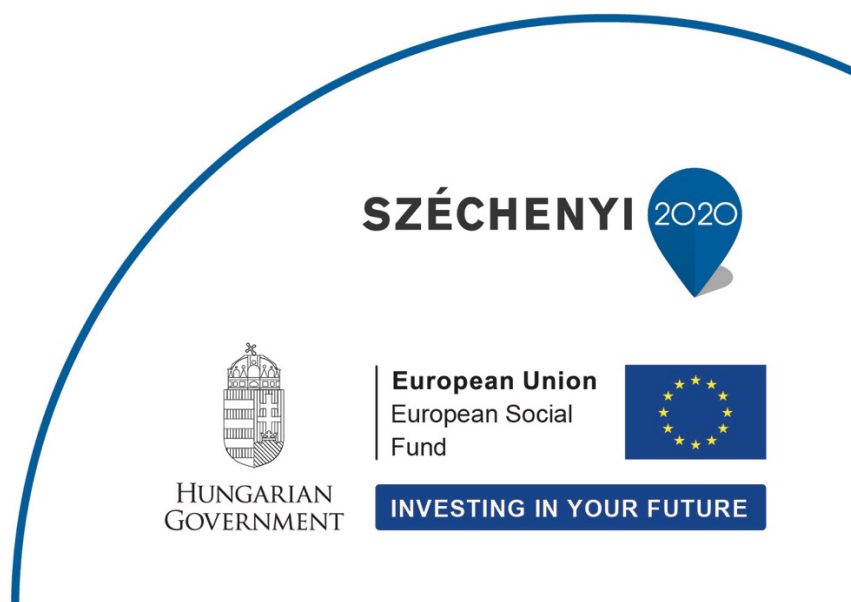 SZÉCHENYI 2020
European Union
European Social
Fund
HUNGARIAN
GOVERNMENT
INVESTING IN YOUR FUTURE